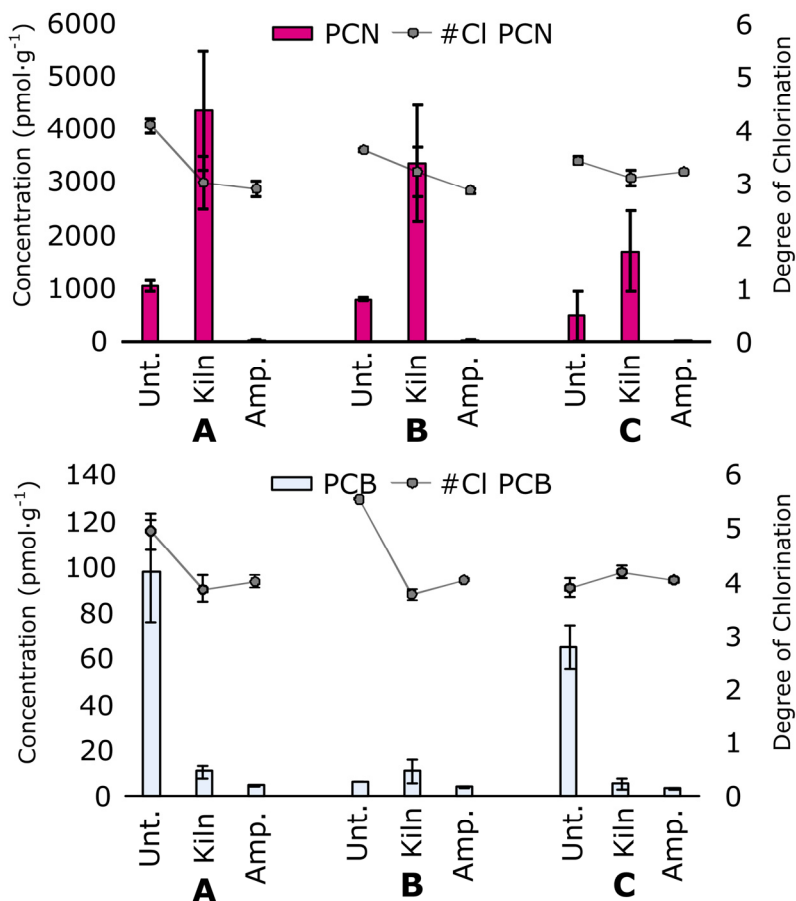 PCN #Cl PCN
Concentration (pmol·g⁻¹)
6000
5000
4000
3000
2000
1000
0
6
5
4
3
2
1
0
Degree of Chlorination
Unt. Kiln Amp. Unt. Kiln Amp. Unt. Kiln Amp.
A B C
PCB #Cl PCB
Concentration (pmol·g⁻¹)
140
120
100
80
60
40
20
0
6
5
4
3
2
1
0
Degree of Chlorination
Unt. Kiln Amp. Unt. Kiln Amp. Unt. Kiln Amp.
A B C